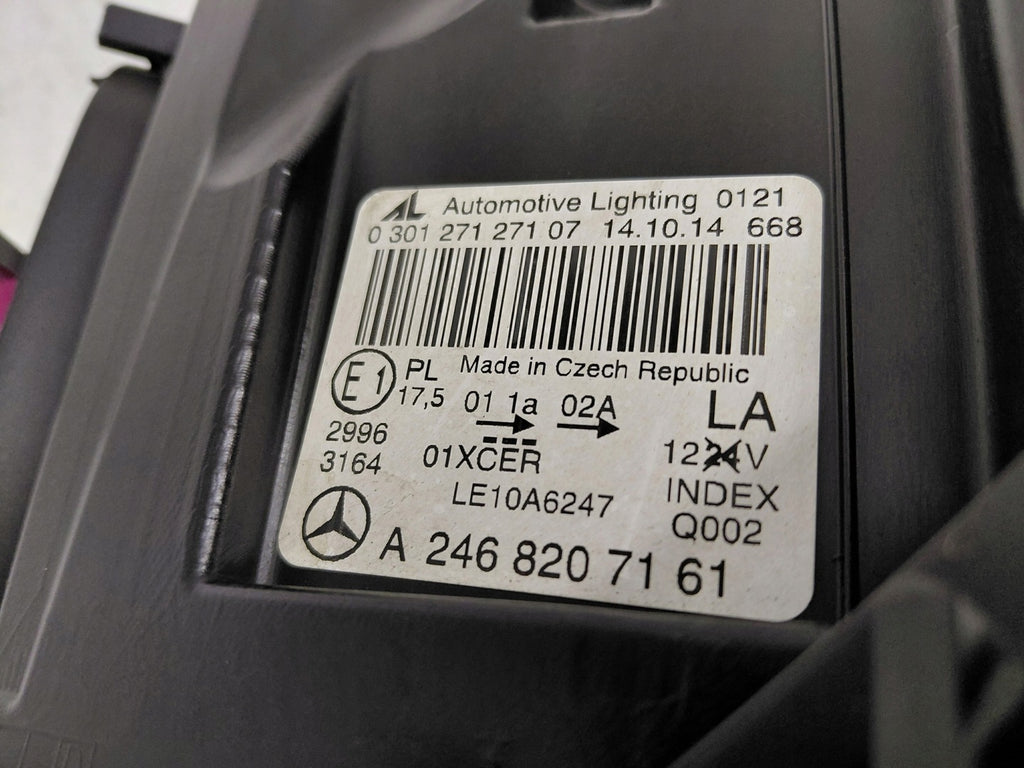 AL Automotive Lighting 0121
0 301 271 271 07 14.10.14 668
Made in Czech Republic
E1 PL 17,5
01 1a 02A
LA
2996
3164
01XCER
1224V
LE10A6247
INDEX
Q002
A 246 820 71 61